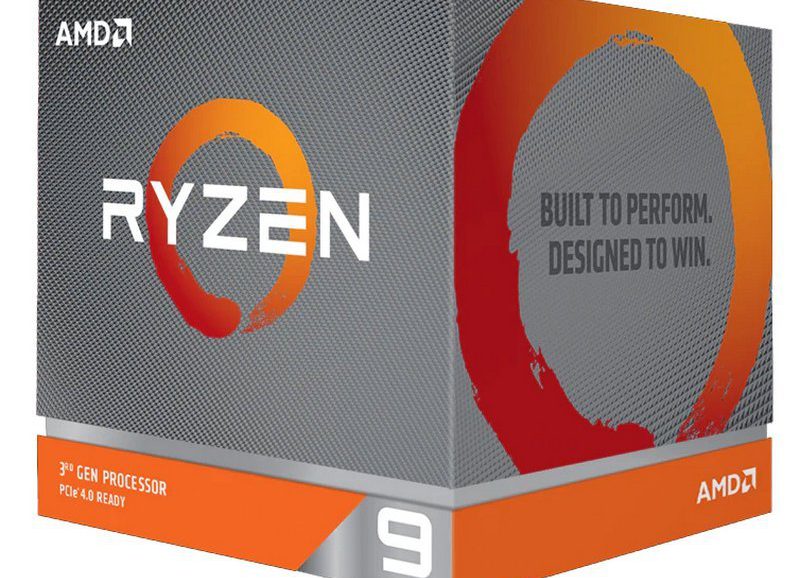 AMD
RYZEN
BUILT TO PERFORM.
DESIGNED TO WIN.
3RD GEN PROCESSOR
PCIe® 4.0 READY
9
AMD